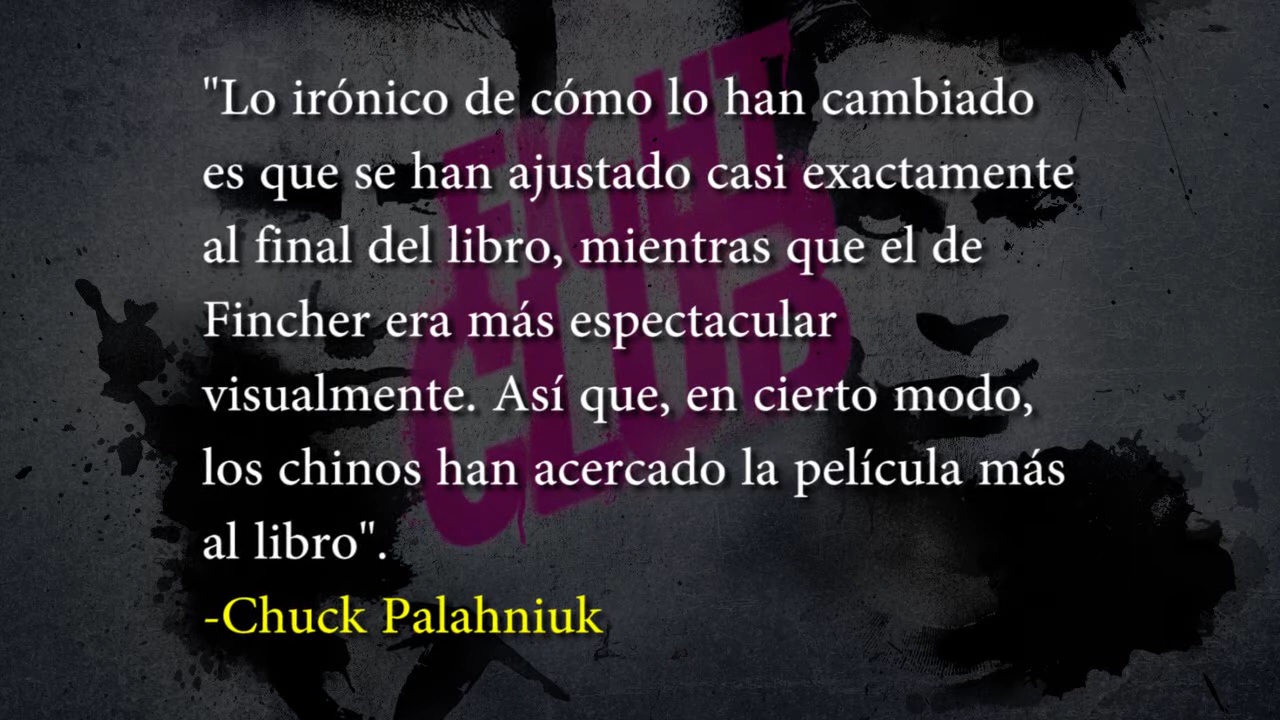 "Lo irónico de cómo lo han cambiado
es que se han ajustado casi exactamente
al final del libro, mientras que el de
Fincher era más espectacular
visualmente. Así que, en cierto modo,
los chinos han acercado la película más
al libro".
-Chuck Palahniuk
FIGHT
CLUB